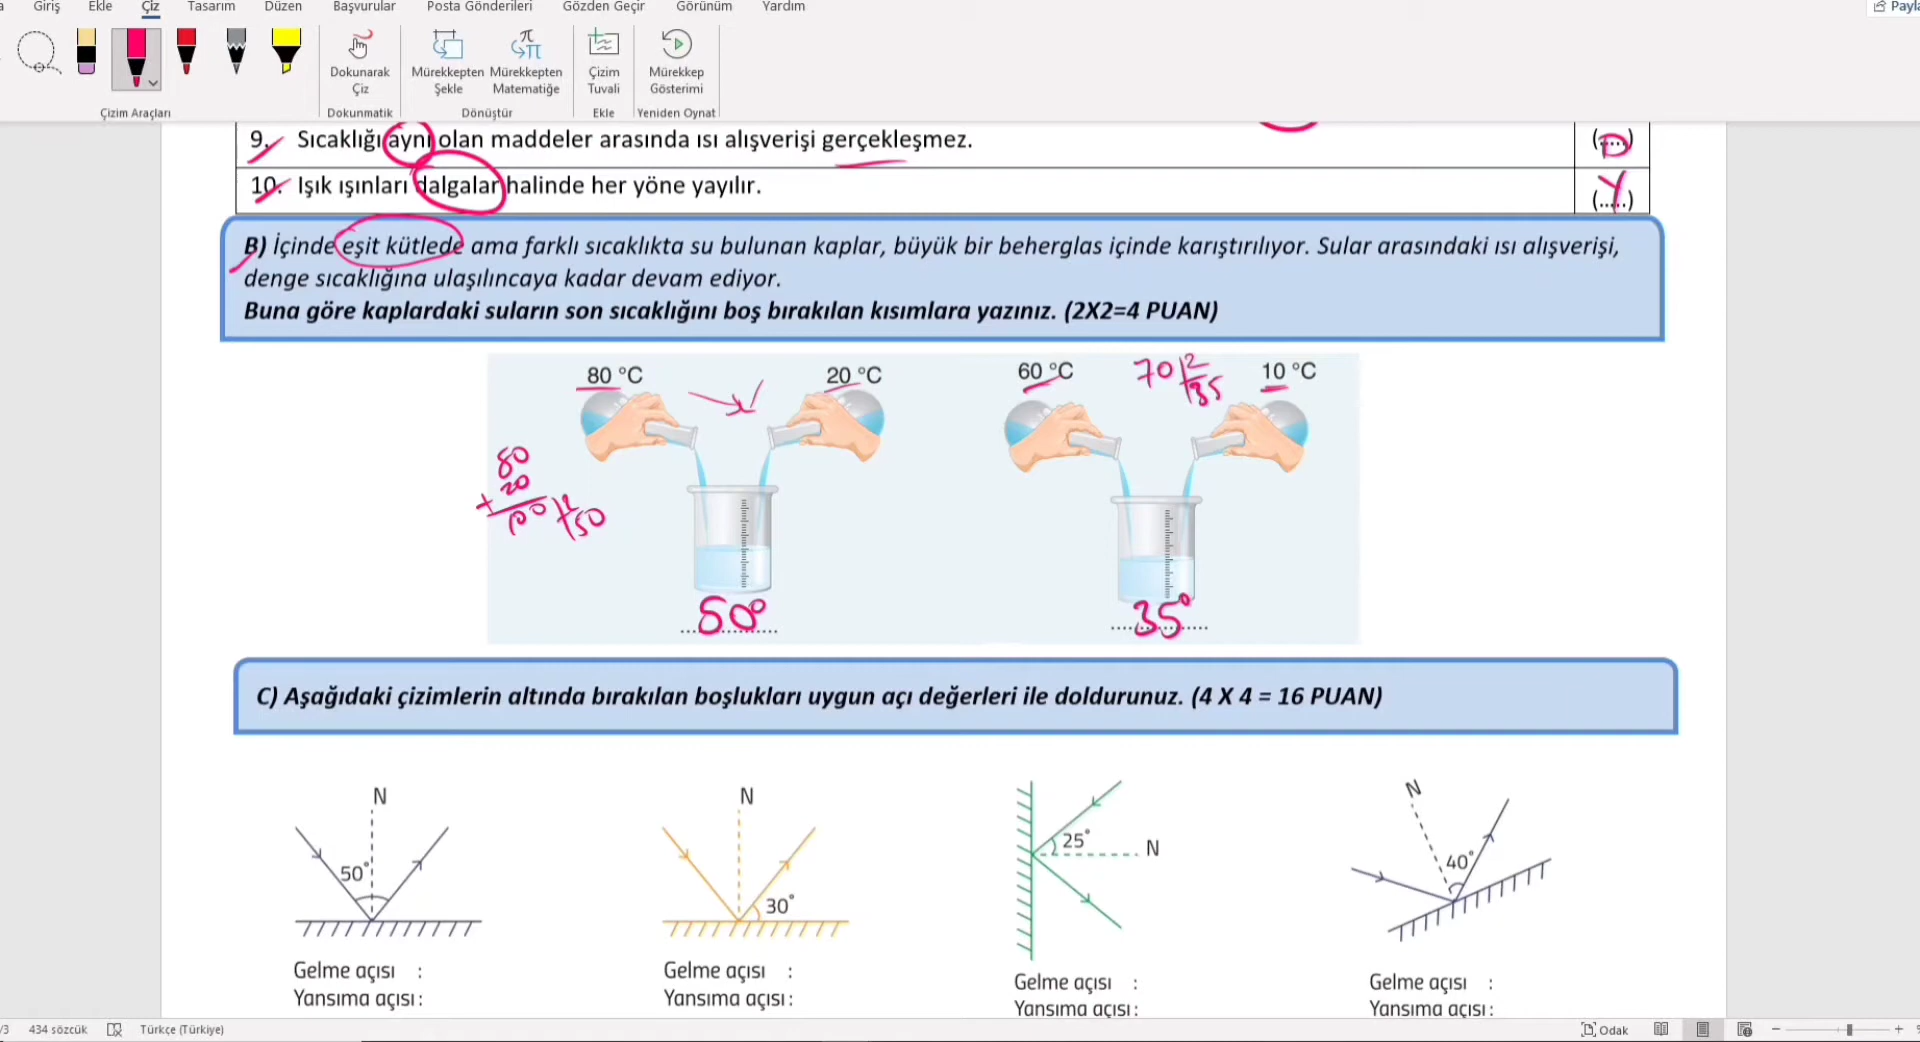 Giriş Ekle Çiz Tasarım Düzen Başvurular Posta Gönderileri Gözden Geçir Görünüm Yardım
Dokunarak Çiz
Mürekkepten Şekle
Mürekkepten Matematiğe
Çizim Tuvali
Mürekkep Gösterimi
Çizim Araçları Dokunmatik Dönüştür Ekle Yeniden Oynat
9. Sıcaklığı aynı olan maddeler arasında ısı alışverişi gerçekleşmez. (.....) D
10. Işık ışınları dalgalar halinde her yöne yayılır. (.....) Y
B) İçinde eşit kütlede ama farklı sıcaklıkta su bulunan kaplar, büyük bir beherglas içinde karıştırılıyor. Sular arasındaki ısı alışverişi,
denge sıcaklığına ulaşılıncaya kadar devam ediyor.
Buna göre kaplardaki suların son sıcaklığını boş bırakılan kısımlara yazınız. (2X2=4 PUAN)
80 °C 20 °C 60 °C 70 2 35 10 °C
80
+ 20
100 2 50
50° 35°
C) Aşağıdaki çizimlerin altında bırakılan boşlukları uygun açı değerleri ile doldurunuz. (4 X 4 = 16 PUAN)
N N N N
50° 30° 25° 40°
Gelme açısı :
Yansıma açısı :
Gelme açısı :
Yansıma açısı :
Gelme açısı :
Yansıma açısı :
Gelme açısı :
Yansıma açısı :
/3 434 sözcük Türkçe (Türkiye) Odak